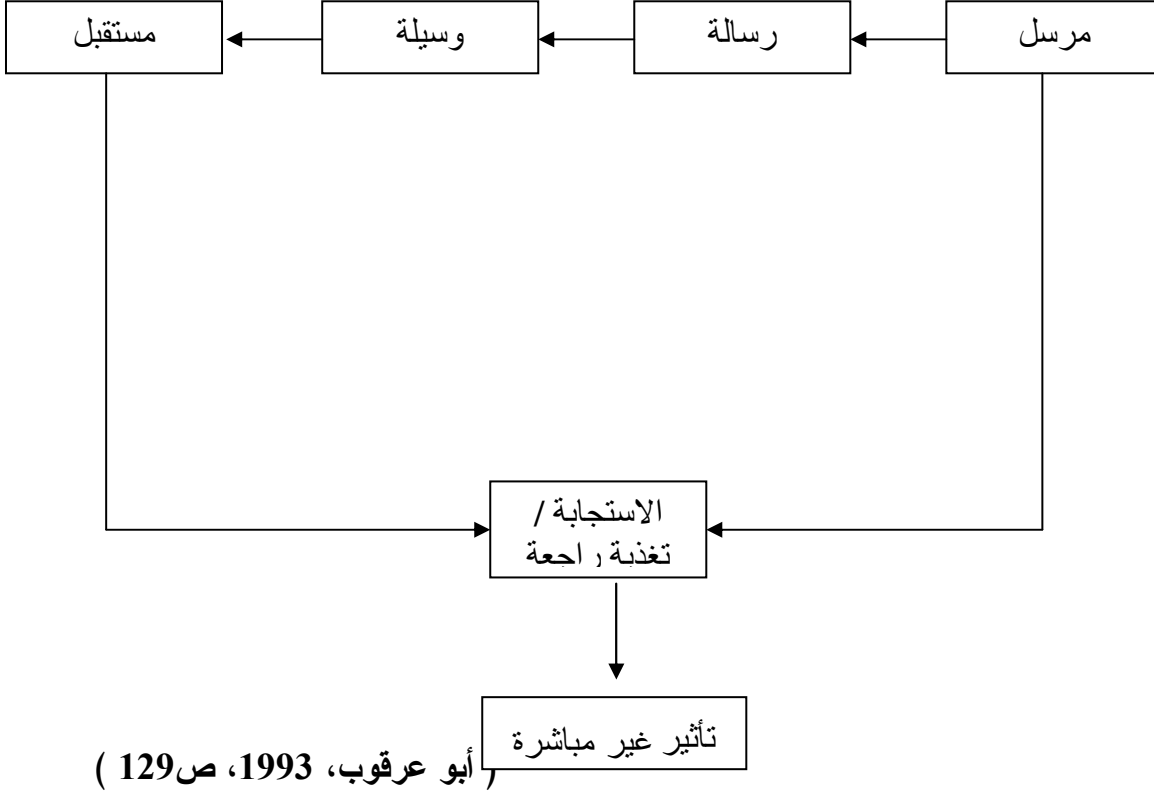 مرسل
رسالة
وسيلة
مستقبل
الاستجابة /
تغذية راجعة
تأثير غير مباشرة
( أبو عرقوب، 1993، ص129 )